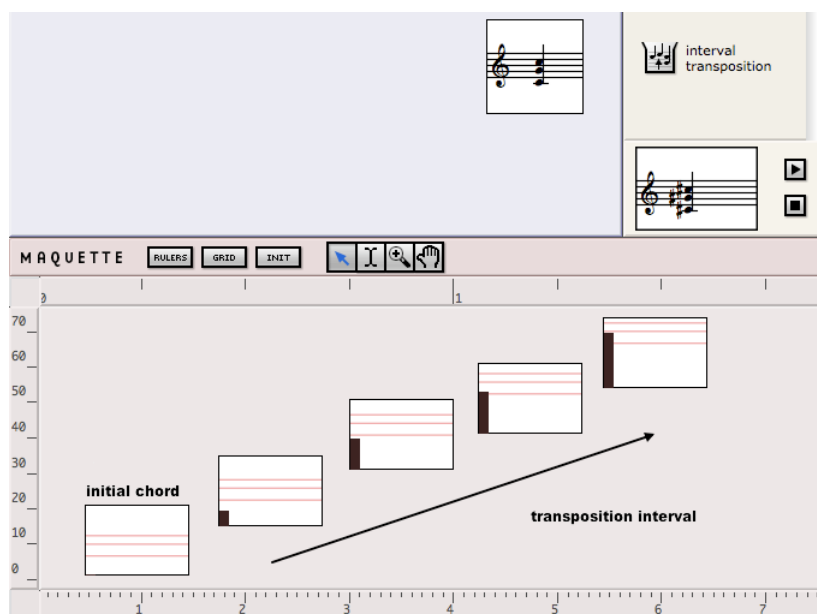 interval
transposition
MAQUETTE RULERS GRID INIT
0 1
70
60
50
40
30
20
10
0
initial chord
transposition interval
1 2 3 4 5 6 7